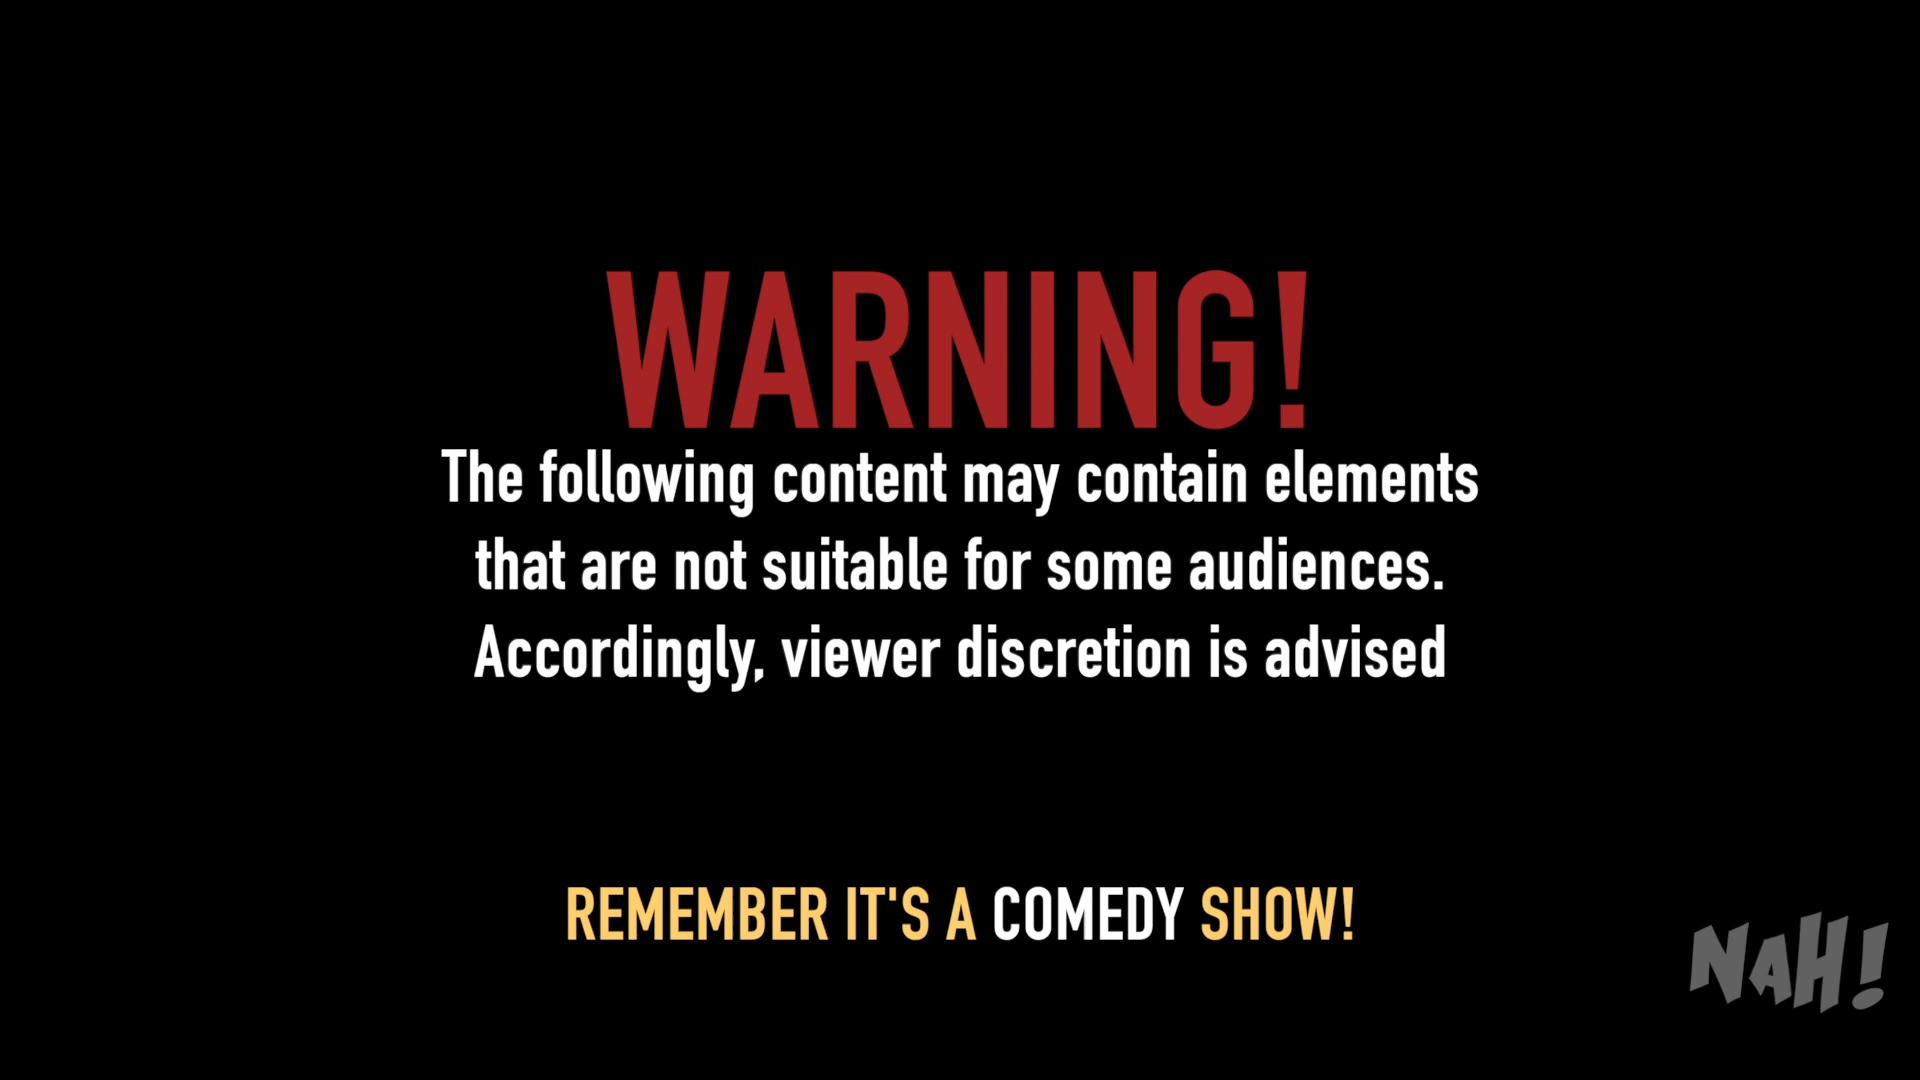 WARNING!
The following content may contain elements
that are not suitable for some audiences.
Accordingly, viewer discretion is advised
REMEMBER IT'S A COMEDY SHOW!
NAH!